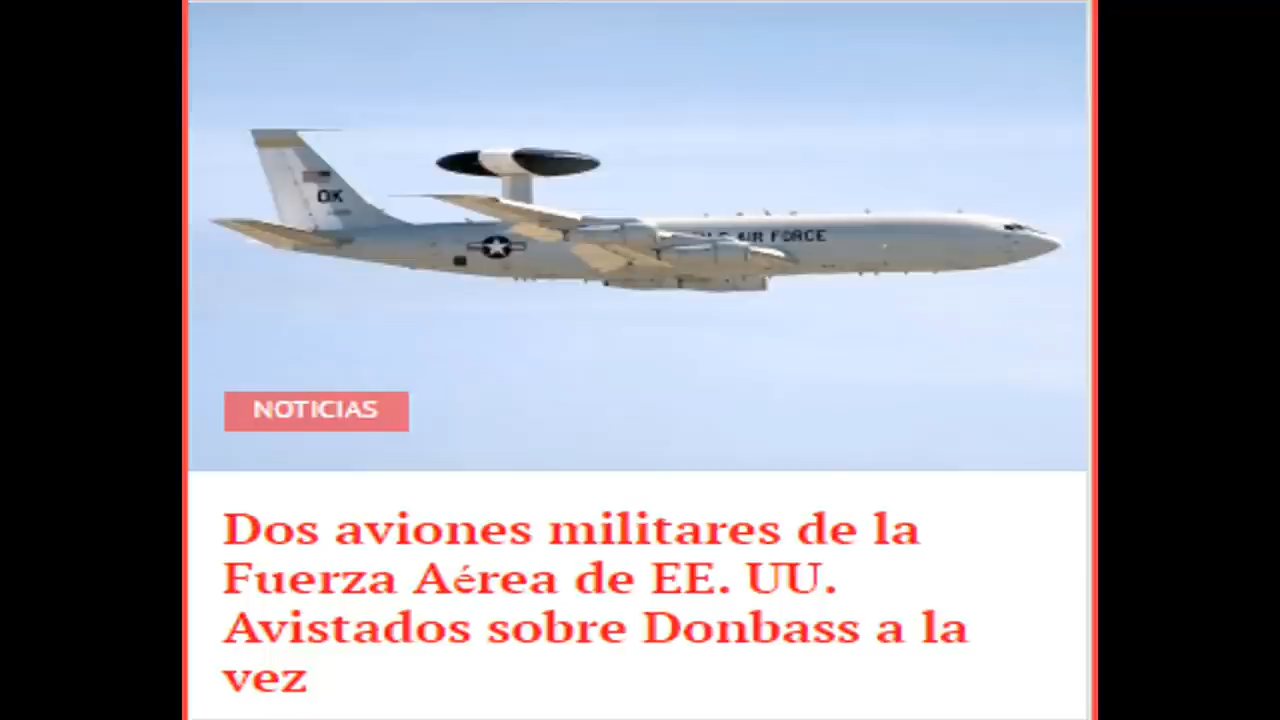 OK
AIR FORCE
NOTICIAS
Dos aviones militares de la
Fuerza Aérea de EE. UU.
Avistados sobre Donbass a la
vez